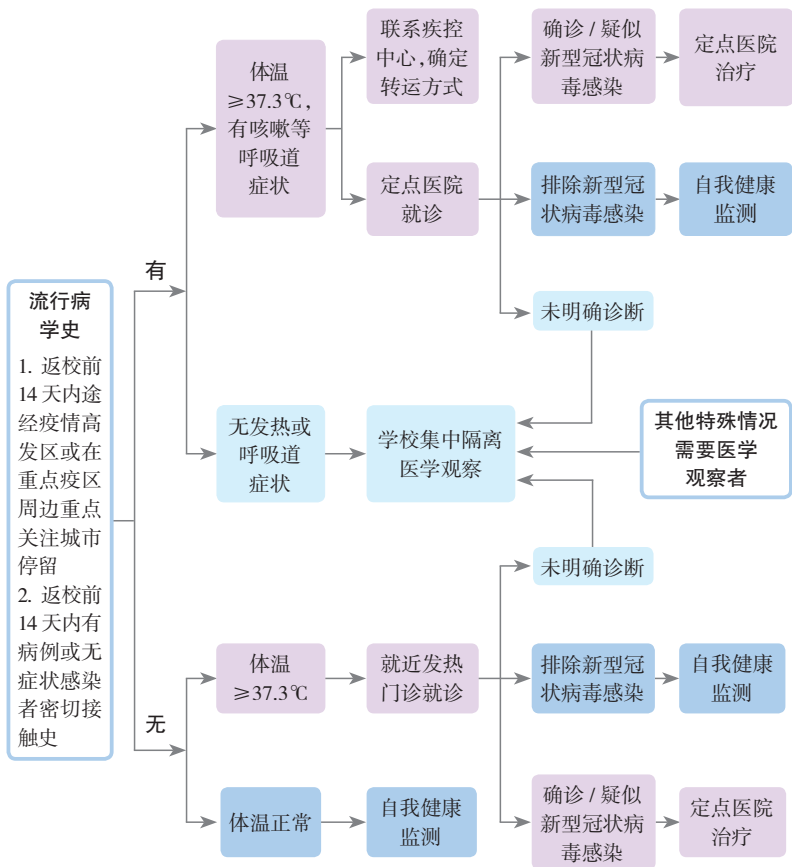 流行病
学史
1. 返校前
14 天内途
经疫情高
发区或在
重点疫区
周边重点
关注城市
停留
2. 返校前
14 天内有
病例或无
症状感染
者密切接
触史
有
体温
≥37.3℃,
有咳嗽等
呼吸道
症状
联系疾控
中心,确定
转运方式
定点医院
就诊
确诊 / 疑似
新型冠状病
毒感染
定点医院
治疗
排除新型冠
状病毒感染
自我健康
监测
未明确诊断
无发热或
呼吸道
症状
学校集中隔离
医学观察
其他特殊情况
需要医学
观察者
无
体温
≥37.3℃
就近发热
门诊就诊
未明确诊断
排除新型冠
状病毒感染
自我健康
监测
确诊 / 疑似
新型冠状病
毒感染
定点医院
治疗
体温正常
自我健康
监测